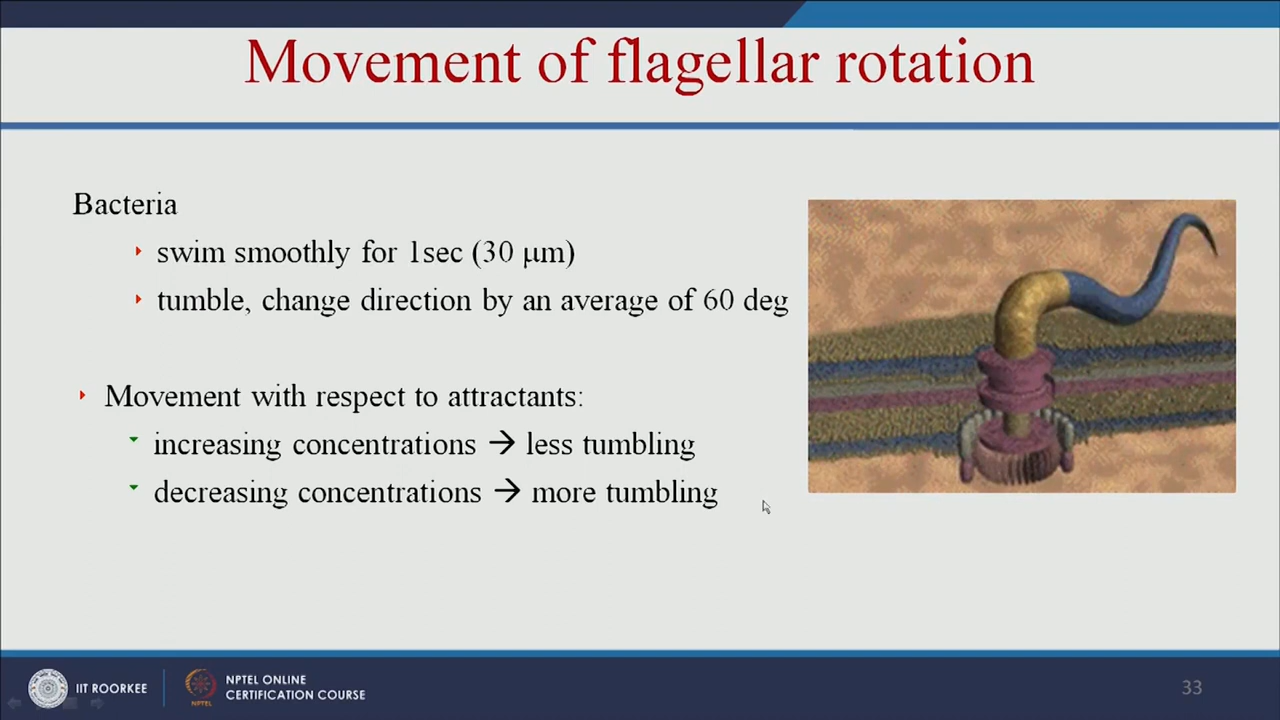 Movement of flagellar rotation
Bacteria
swim smoothly for 1sec (30 μm)
tumble, change direction by an average of 60 deg
Movement with respect to attractants:
increasing concentrations → less tumbling
decreasing concentrations → more tumbling
IIT ROORKEE
NPTEL
NPTEL ONLINE
CERTIFICATION COURSE
33